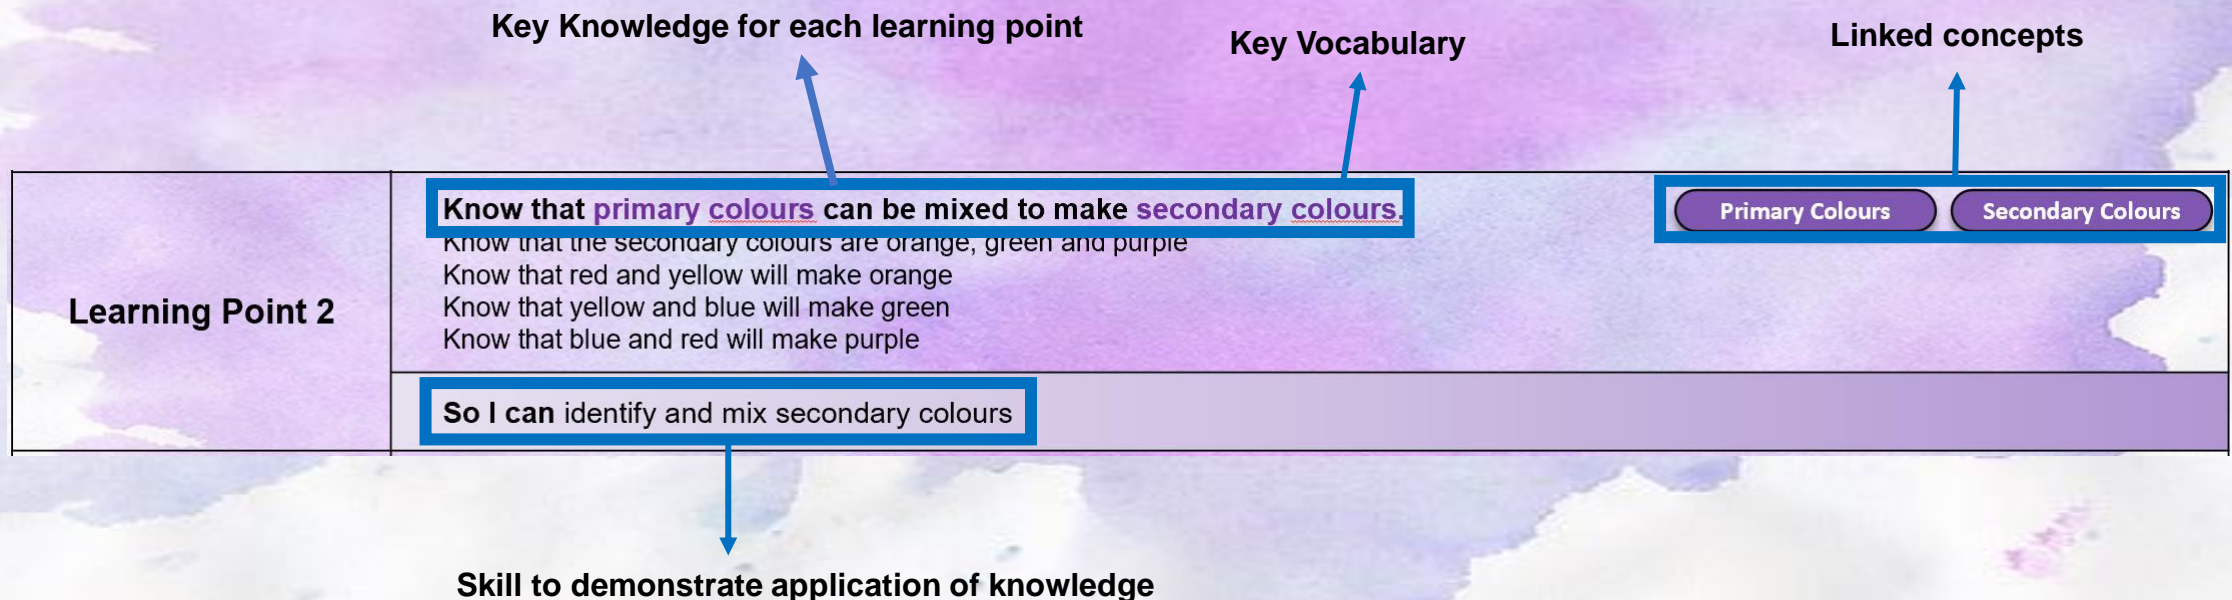 Key Knowledge for each learning point
Key Vocabulary
Linked concepts
Learning Point 2
Know that primary colours can be mixed to make secondary colours.
Primary Colours
Secondary Colours
Know that the secondary colours are orange, green and purple
Know that red and yellow will make orange
Know that yellow and blue will make green
Know that blue and red will make purple
So I can identify and mix secondary colours
Skill to demonstrate application of knowledge